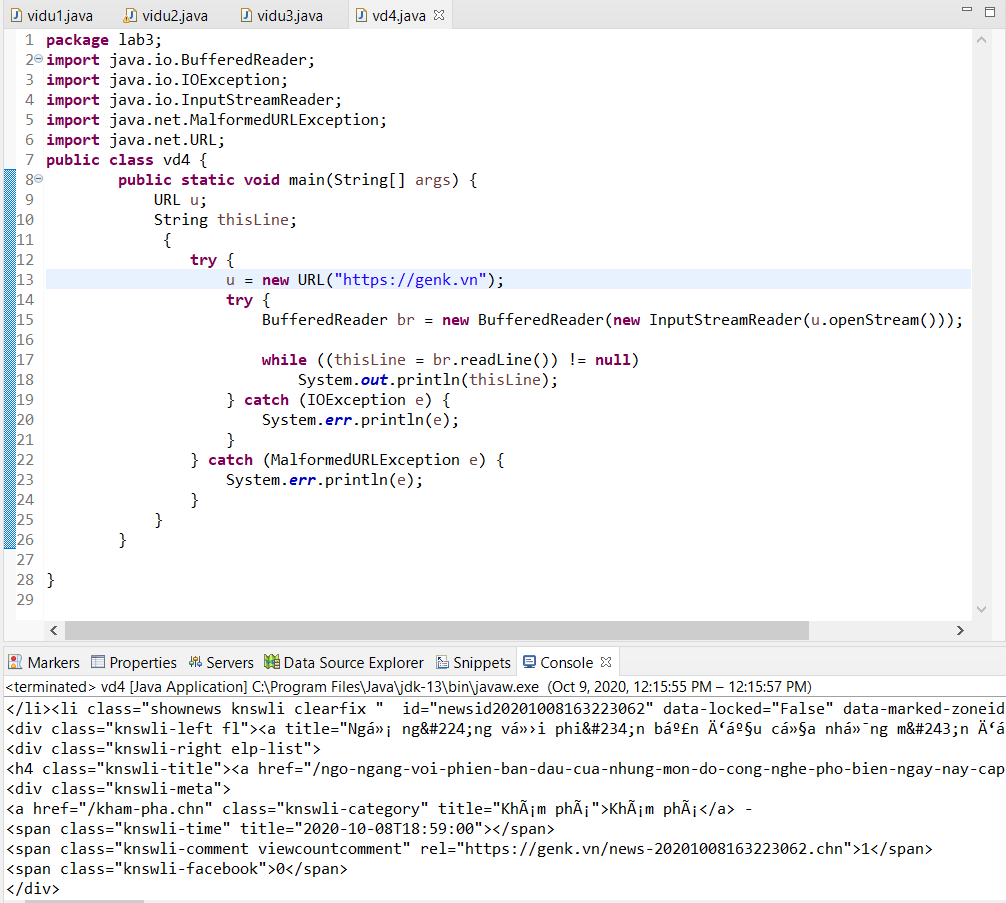 vidu1.java vidu2.java vidu3.java vd4.java
1 package lab3;
2 import java.io.BufferedReader;
3 import java.io.IOException;
4 import java.io.InputStreamReader;
5 import java.net.MalformedURLException;
6 import java.net.URL;
7 public class vd4 {
8 public static void main(String[] args) {
9 URL u;
10 String thisLine;
11 {
12 try {
13 u = new URL("https://genk.vn");
14 try {
15 BufferedReader br = new BufferedReader(new InputStreamReader(u.openStream()));
16
17 while ((thisLine = br.readLine()) != null)
18 System.out.println(thisLine);
19 } catch (IOException e) {
20 System.err.println(e);
21 }
22 } catch (MalformedURLException e) {
23 System.err.println(e);
24 }
25 }
26 }
27
28 }
29
Markers Properties Servers Data Source Explorer Snippets Console
<terminated> vd4 [Java Application] C:\Program Files\Java\jdk-13\bin\javaw.exe (Oct 9, 2020, 12:15:55 PM – 12:15:57 PM)
</li><li class="shownews knswli clearfix " id="newsid20201008163223062" data-locked="False" data-marked-zoneid
<div class="knswli-left fl"><a title="Ngá»¡ ng&#224;ng vá»›i phi&#234;n báº£n Ä‘áº§u cá»§a nhá»¯ng m&#243;n Ä‘á
<div class="knswli-right elp-list">
<h4 class="knswli-title"><a href="/ngo-ngang-voi-phien-ban-dau-cua-nhung-mon-do-cong-nghe-pho-bien-ngay-nay-cap
<div class="knswli-meta">
<a href="/kham-pha.chn" class="knswli-category" title="KhÃ¡m phÃ¡">KhÃ¡m phÃ¡</a> -
<span class="knswli-time" title="2020-10-08T18:59:00"></span>
<span class="knswli-comment viewcountcomment" rel="https://genk.vn/news-20201008163223062.chn">1</span>
<span class="knswli-facebook">0</span>
</div>